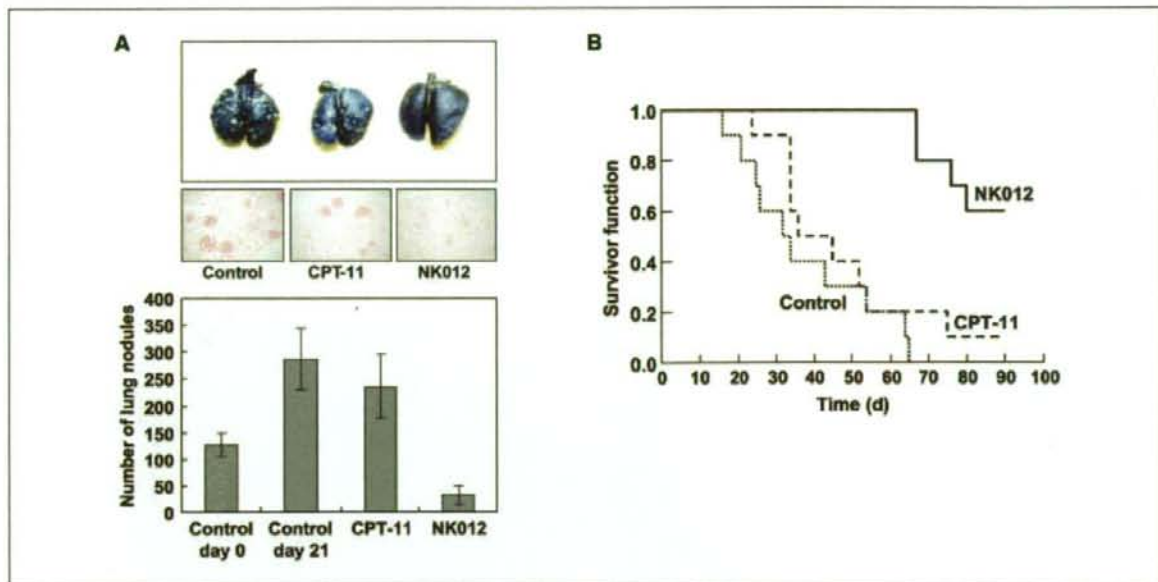 A
Control CPT-11 NK012
Number of lung nodules
400
350
300
250
200
150
100
50
0
Control day 0
Control day 21
CPT-11
NK012
B
Survivor function
1.0
0.8
0.6
0.4
0.2
0.0
NK012
Control
CPT-11
0 10 20 30 40 50 60 70 80 90 100
Time (d)